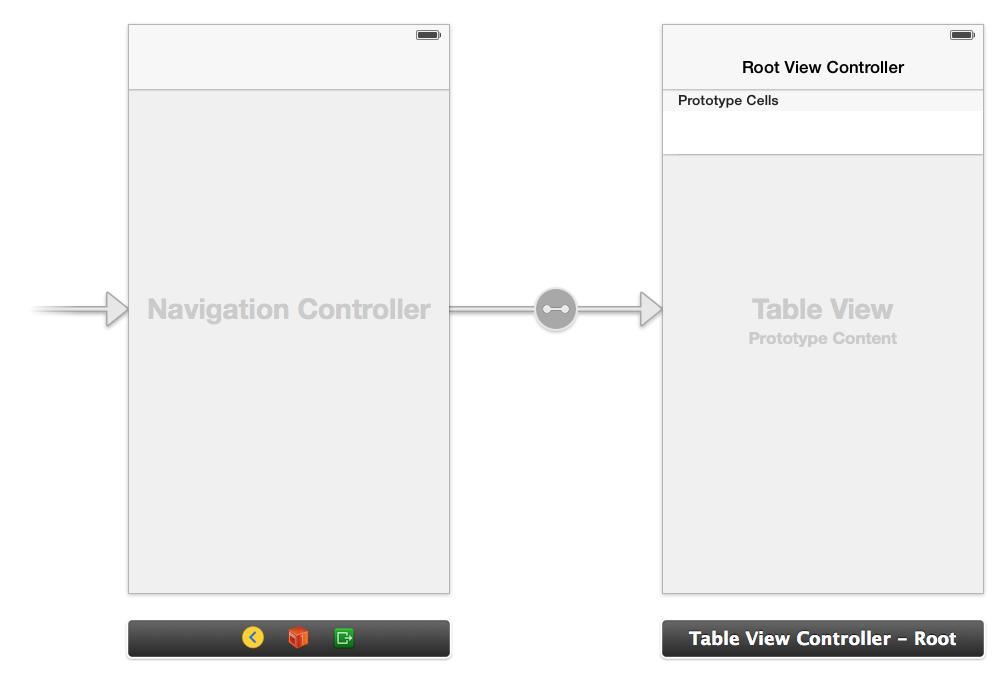 Root View Controller
Prototype Cells
Navigation Controller
Table View
Prototype Content
Table View Controller – Root